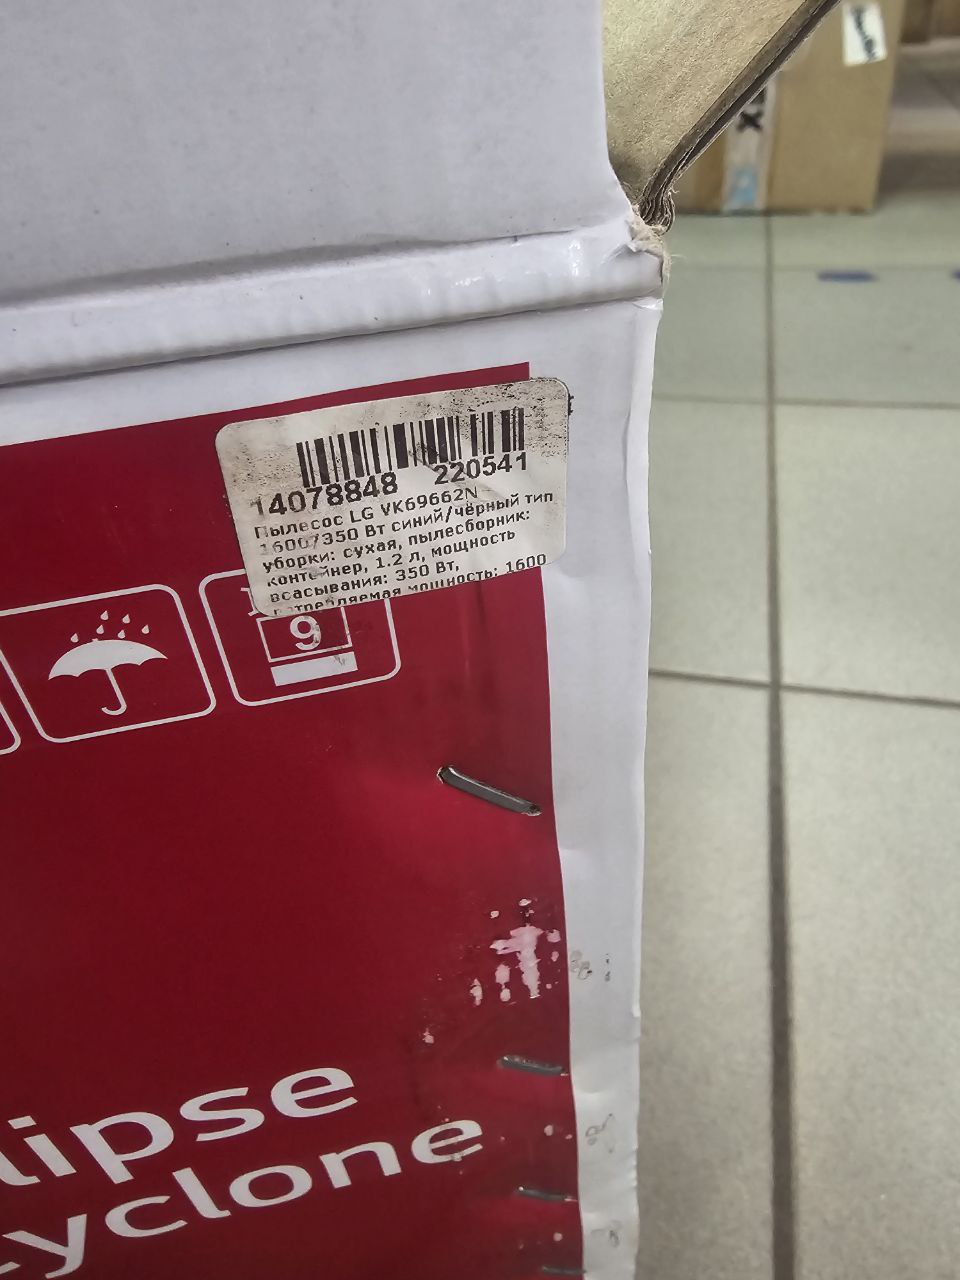 14078848 220541
Пылесос LG VK69662N
1600/350 Вт синий/чёрный тип
уборки: сухая, пылесборник:
контейнер, 1.2 л, мощность
всасывания: 350 Вт,
потребляемая мощность: 1600
9
lipse
cyclone